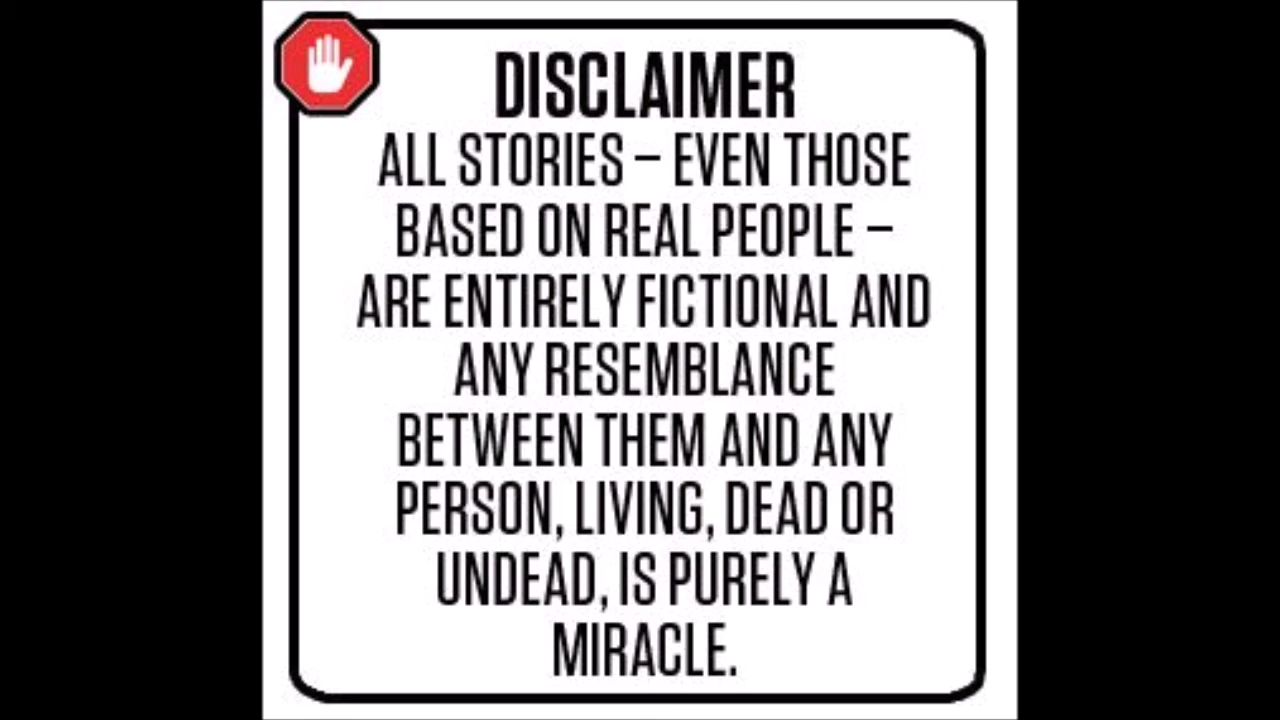 DISCLAIMER
ALL STORIES – EVEN THOSE
BASED ON REAL PEOPLE –
ARE ENTIRELY FICTIONAL AND
ANY RESEMBLANCE
BETWEEN THEM AND ANY
PERSON, LIVING, DEAD OR
UNDEAD, IS PURELY A
MIRACLE.